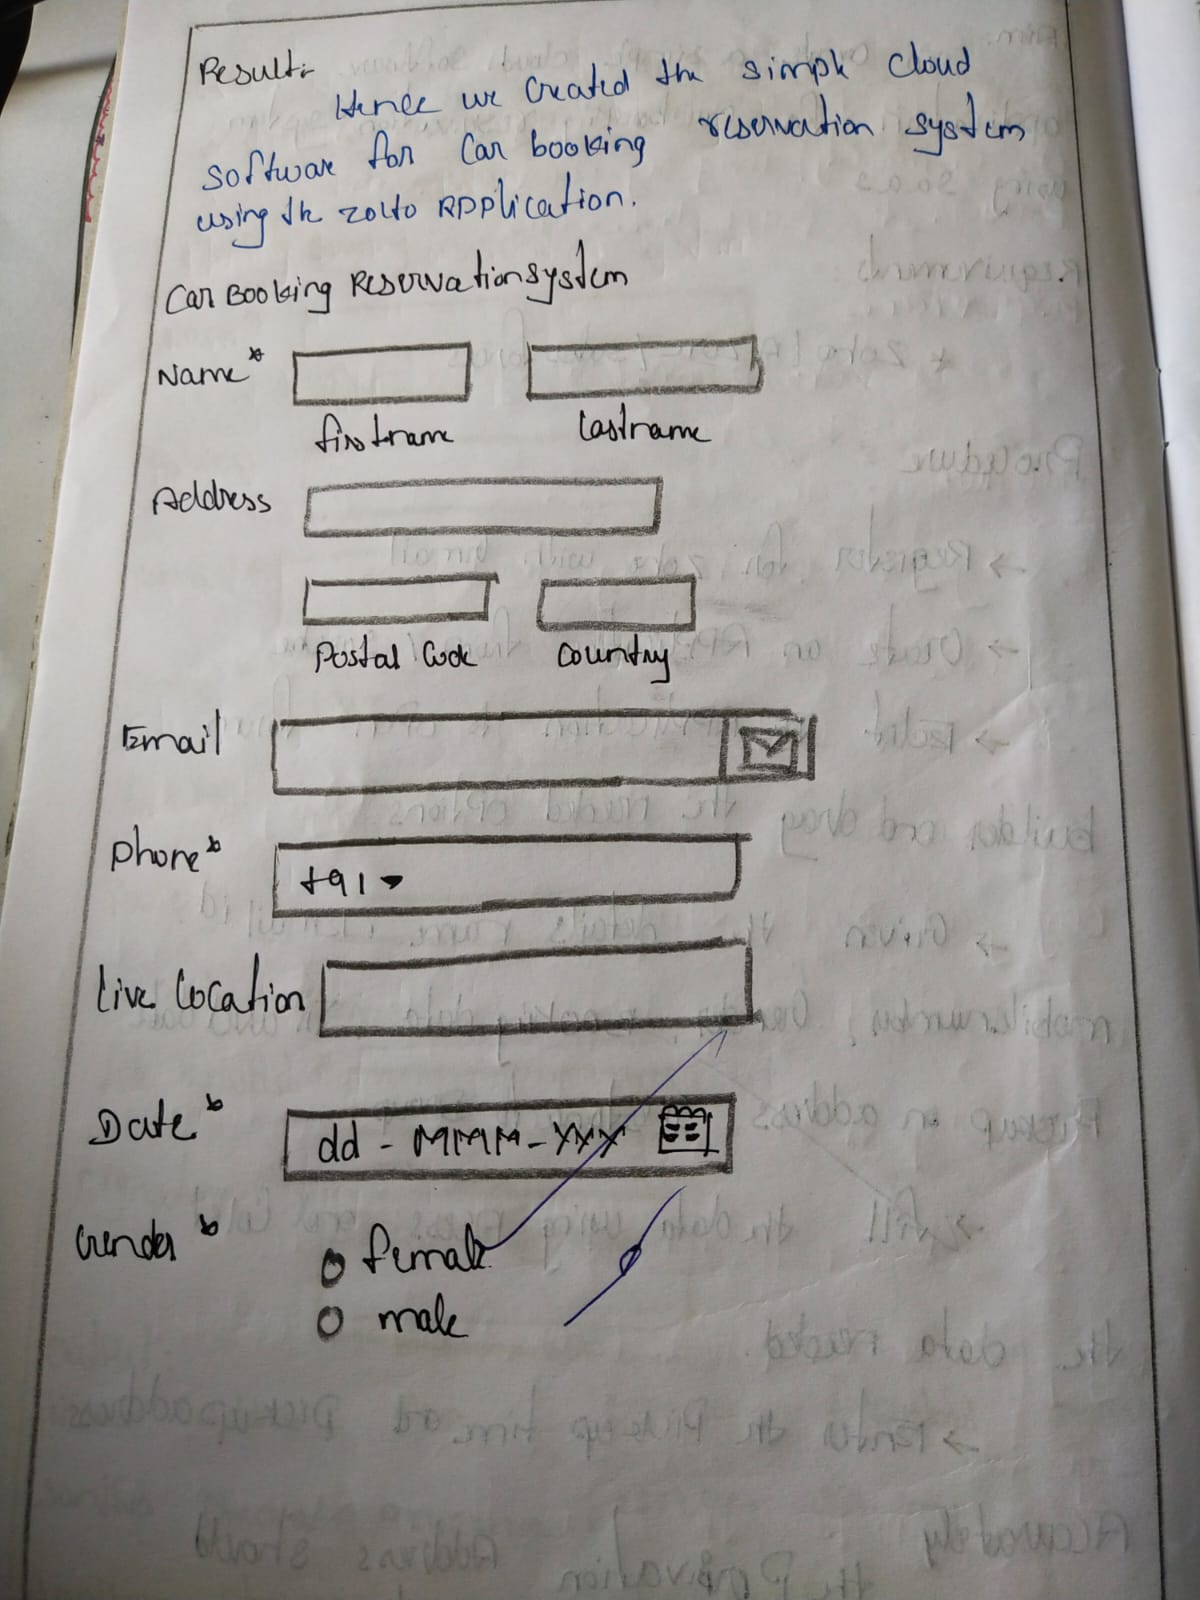 Result:-
Hence we created the simple cloud
software for car booking reservation system
using the zoho Application.
Car Booking Reservation system
Name*
firstname lastname
Address
Postal Code Country
Email
Phone*
+91
Live Location
Date*
dd - MMM - YYY
Gender*
female
male